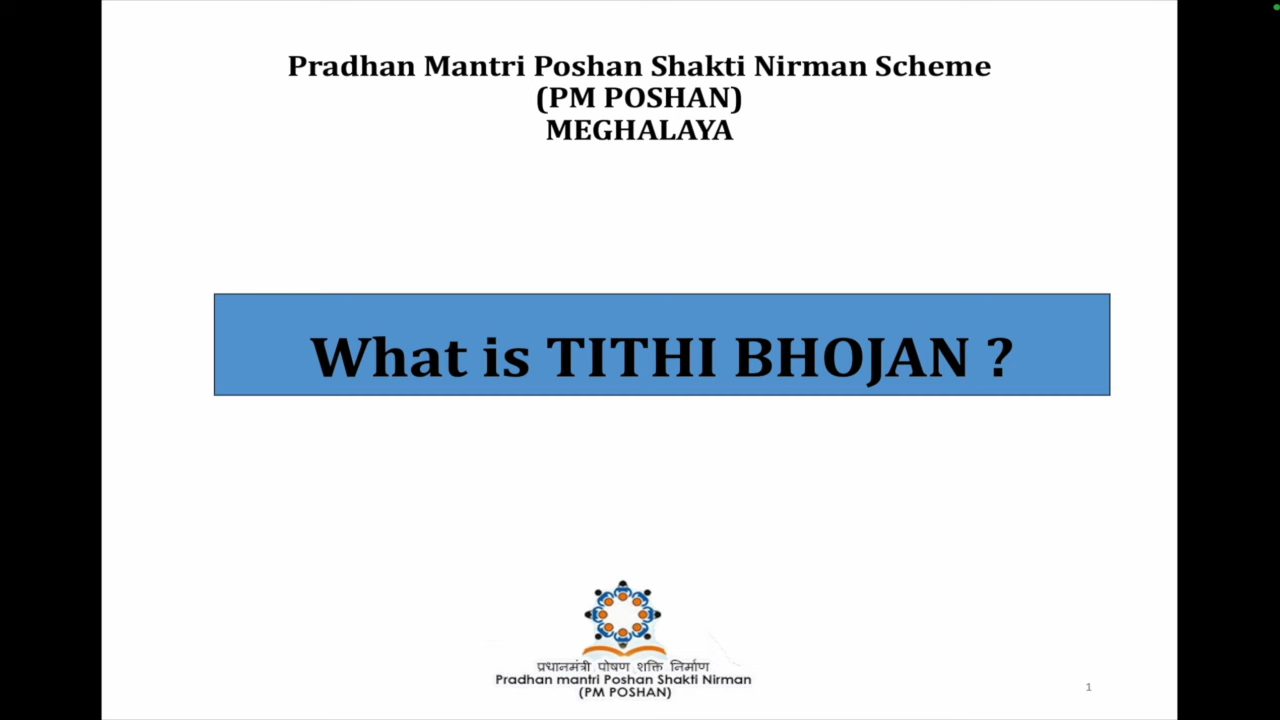 Pradhan Mantri Poshan Shakti Nirman Scheme
(PM POSHAN)
MEGHALAYA
What is TITHI BHOJAN ?
प्रधानमंत्री पोषण शक्ति निर्माण
Pradhan mantri Poshan Shakti Nirman
(PM POSHAN)
1